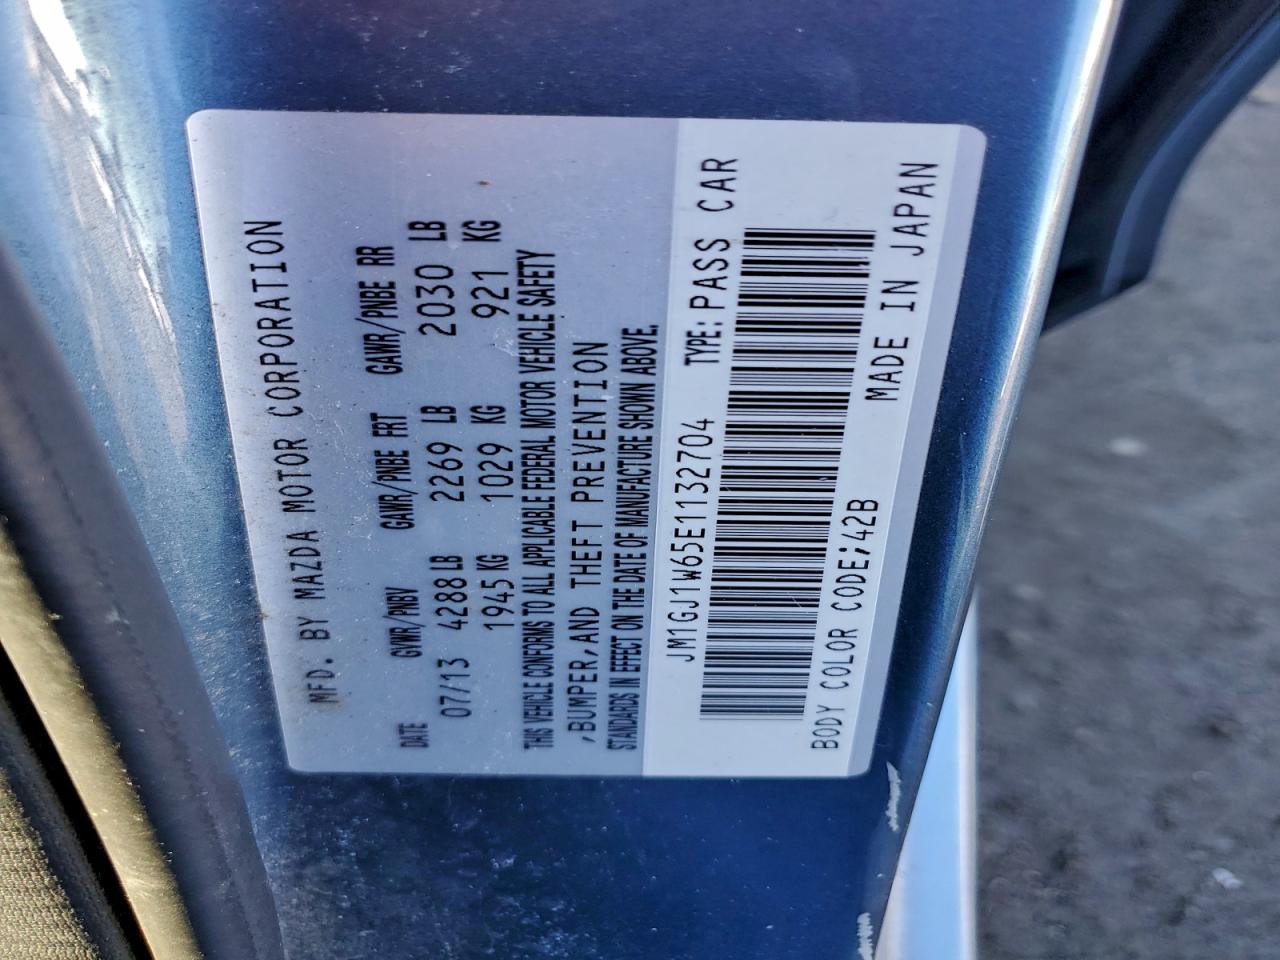 MFD. BY MAZDA MOTOR CORPORATION
DATE GVWR/PNBV GAWR/PNBE FRT GAWR/PNBE RR
07/13 4288 LB 2269 LB 2030 LB
1945 KG 1029 KG 921 KG
THIS VEHICLE CONFORMS TO ALL APPLICABLE FEDERAL MOTOR VEHICLE SAFETY
,BUMPER,AND THEFT PREVENTION
STANDARDS IN EFFECT ON THE DATE OF MANUFACTURE SHOWN ABOVE.
JM1GJ1W65E1132704 TYPE: PASS CAR
BODY COLOR CODE;42B MADE IN JAPAN